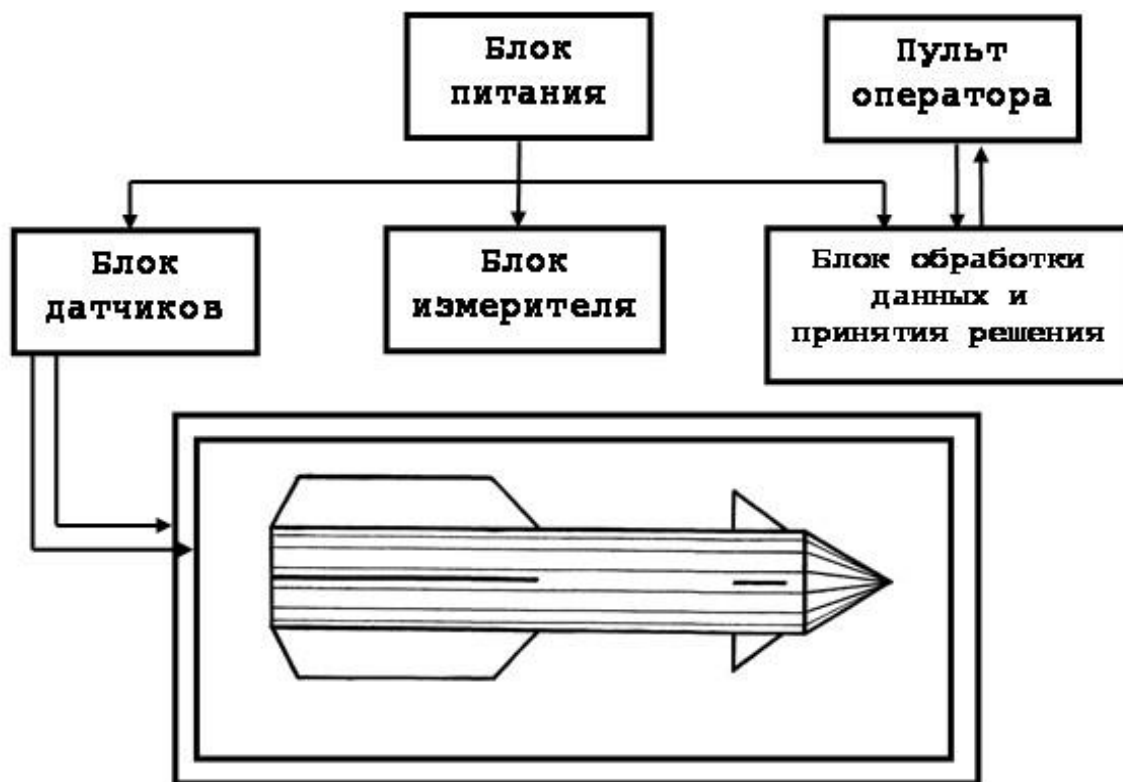 Блок
питания
Пульт
оператора
Блок
датчиков
Блок
измерителя
Блок обработки
данных и
принятия решения